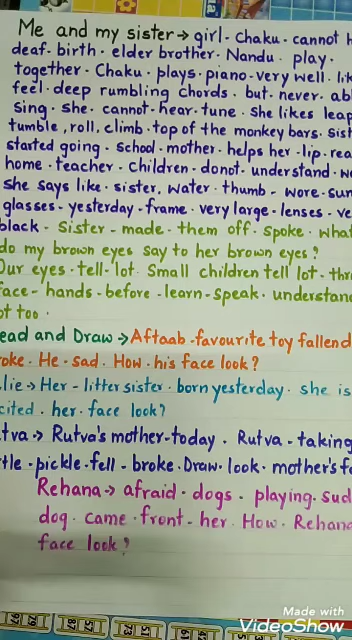 Me and my sister → girl - Chaku - cannot h
deaf - birth - elder brother - Nandu - play -
together - Chaku - plays - piano - very well - lik
feel - deep rumbling chords - but - never - ab
sing - she - cannot - hear - tune - She likes leap
tumble, roll, climb - top of the monkey bars. Sist
started going - school - mother - helps her - lip - rea
home - teacher - children - donot - understand - w
she says like - sister, water - thumb - wore - sun
glasses - yesterday - frame - very large - lenses - ve
black - sister - made - them off - spoke - what
do my brown eyes say to her brown eyes?
Our eyes - tell - lot - Small children tell lot - thr
face - hands - before - learn - speak - understand
ot too -
ead and Draw → Aftaab - favourite toy fallend
roke - He - sad - How - his face look?
lie → Her - litter sister - born yesterday - she is
cited - her - face look?
tva → Rutva's mother - today - Rutva - taking
tle - pickle - fell - broke - Draw - look - mother's fa
Rehana → afraid - dogs - playing - sud
dog - came - front - her - How - Rehana
face look?
Made with
VideoShow